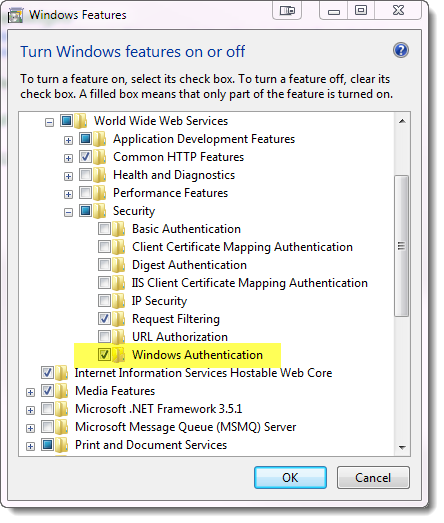 Windows Features
Turn Windows features on or off
To turn a feature on, select its check box. To turn a feature off, clear its
check box. A filled box means that only part of the feature is turned on.
World Wide Web Services
Application Development Features
Common HTTP Features
Health and Diagnostics
Performance Features
Security
Basic Authentication
Client Certificate Mapping Authentication
Digest Authentication
IIS Client Certificate Mapping Authentication
IP Security
Request Filtering
URL Authorization
Windows Authentication
Internet Information Services Hostable Web Core
Media Features
Microsoft .NET Framework 3.5.1
Microsoft Message Queue (MSMQ) Server
Print and Document Services
OK
Cancel